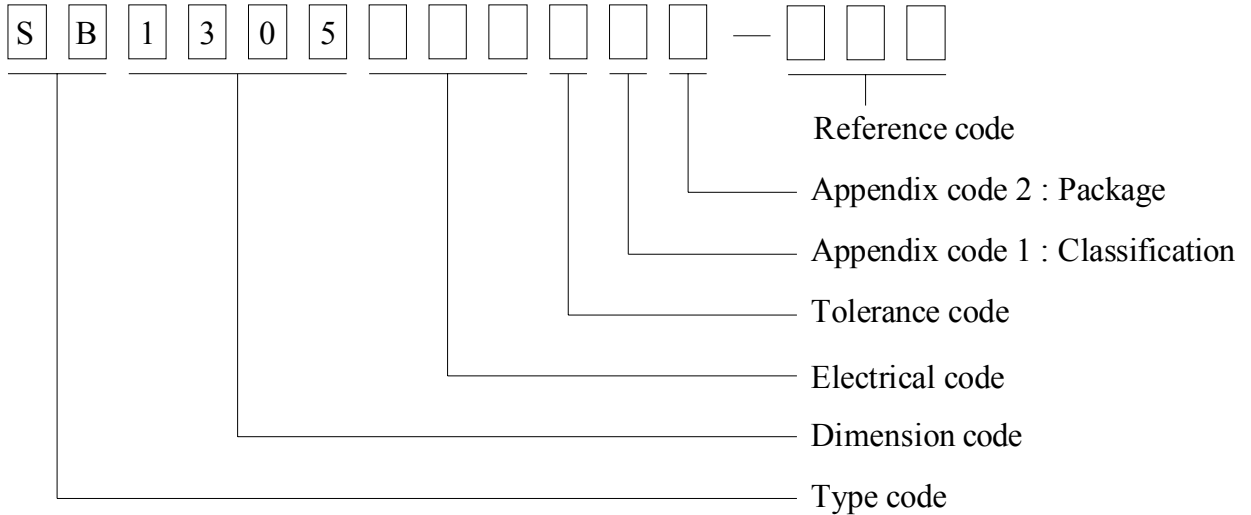 S B 1 3 0 5 —
Reference code
Appendix code 2 : Package
Appendix code 1 : Classification
Tolerance code
Electrical code
Dimension code
Type code